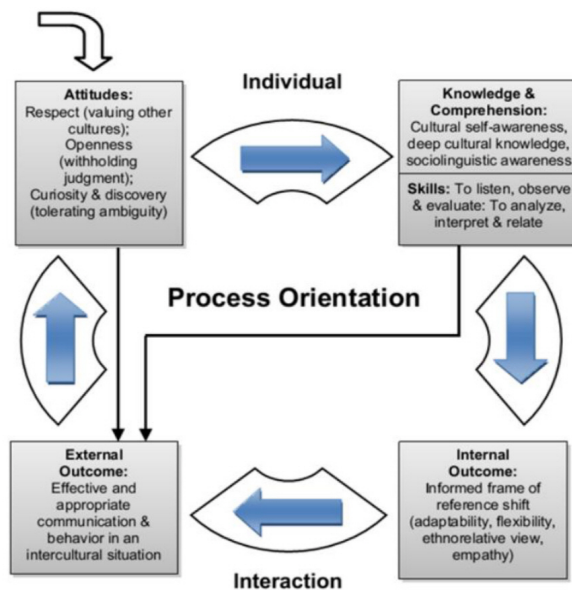 Individual
Attitudes:
Respect (valuing other
cultures);
Openness
(withholding
judgment);
Curiosity & discovery
(tolerating ambiguity)
Knowledge &
Comprehension:
Cultural self-awareness,
deep cultural knowledge,
sociolinguistic awareness
Skills: To listen, observe
& evaluate: To analyze,
interpret & relate
Process Orientation
External
Outcome:
Effective and
appropriate
communication &
behavior in an
intercultural situation
Internal
Outcome:
Informed frame of
reference shift
(adaptability, flexibility,
ethnorelative view,
empathy)
Interaction